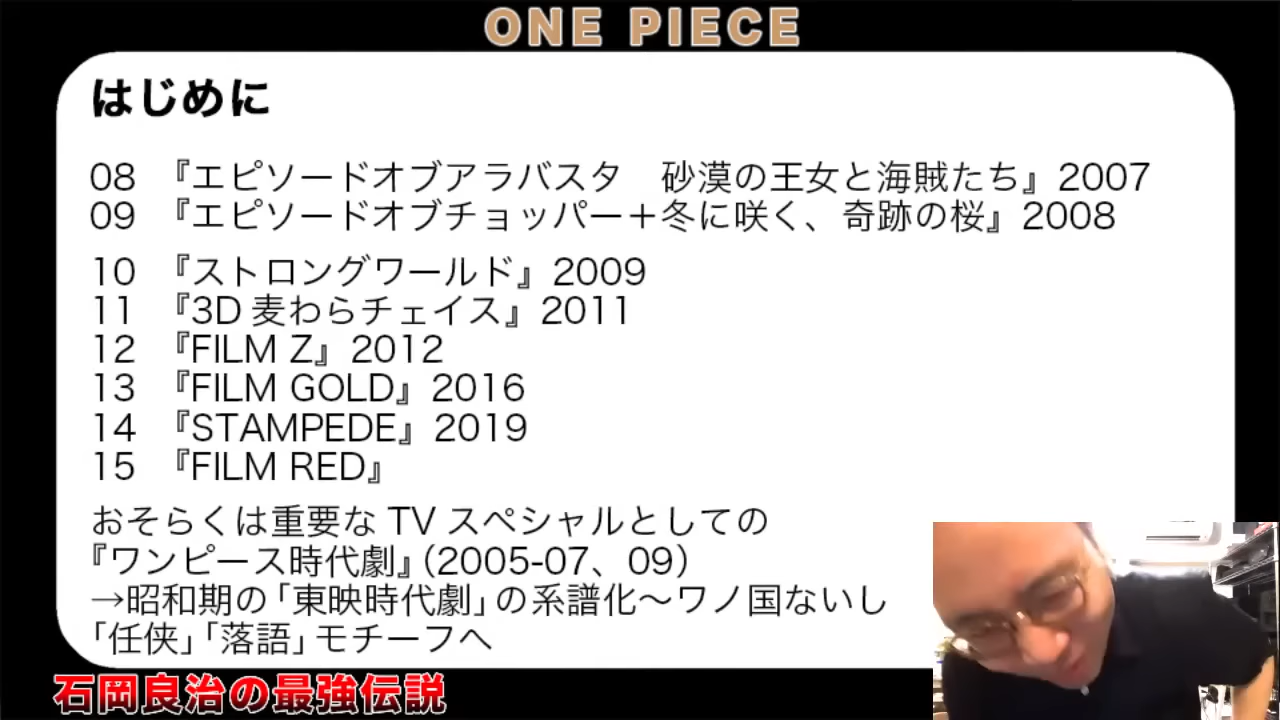 ONE PIECE
はじめに
08 『エピソードオブアラバスタ　砂漠の王女と海賊たち』2007
09 『エピソードオブチョッパー＋冬に咲く、奇跡の桜』2008
10 『ストロングワールド』2009
11 『3D 麦わらチェイス』2011
12 『FILM Z』2012
13 『FILM GOLD』2016
14 『STAMPEDE』2019
15 『FILM RED』
おそらくは重要な TV スペシャルとしての
『ワンピース時代劇』（2005-07、09）
→昭和期の「東映時代劇」の系譜化～ワノ国ないし
「任侠」「落語」モチーフへ
石岡良治の最強伝説